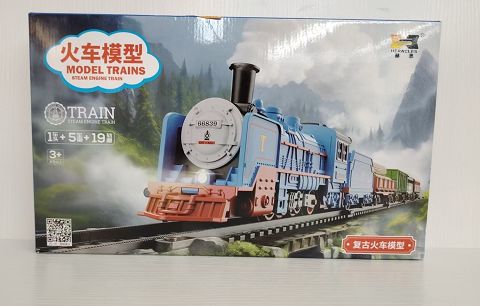 火车模型
MODEL TRAINS
STEAM ENGINE TRAIN
HERACLES
TRAIN
STEAM ENGINE TRAIN
1 + 5 + 19
3+
66839
T
复古火车模型